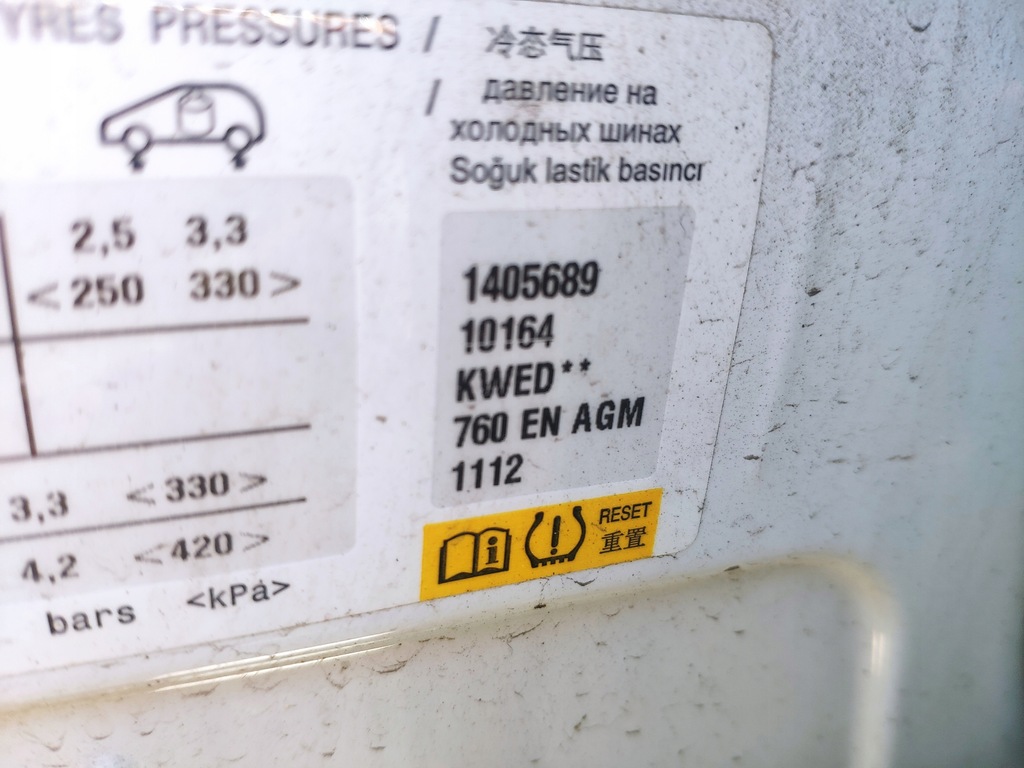 TYRES PRESSURES / 冷态气压
/ давление на
холодных шинах
Soğuk lastik basıncı
2,5 3,3
<250 330>
3,3 <330>
4,2 <420>
bars <kPa>
1405689
10164
KWED**
760 EN AGM
1112
RESET
重置